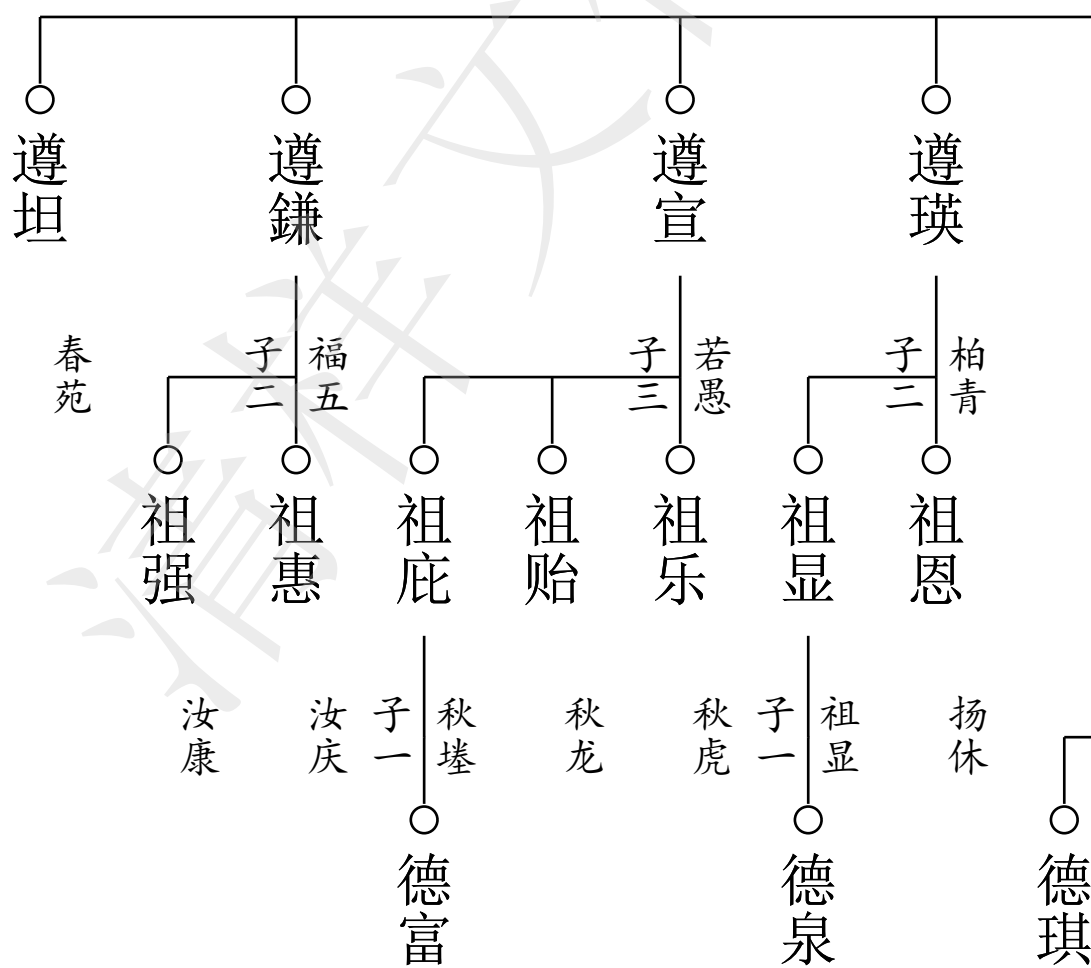 遵瑛
遵宣
遵鎌
遵坦
柏青
子二
若愚
子三
福五
子二
春苑
祖恩
祖显
祖乐
祖贻
祖庇
祖惠
祖强
扬休
祖显
子一
秋虎
秋龙
秋塐
子一
汝庆
汝康
德琪
德泉
德富